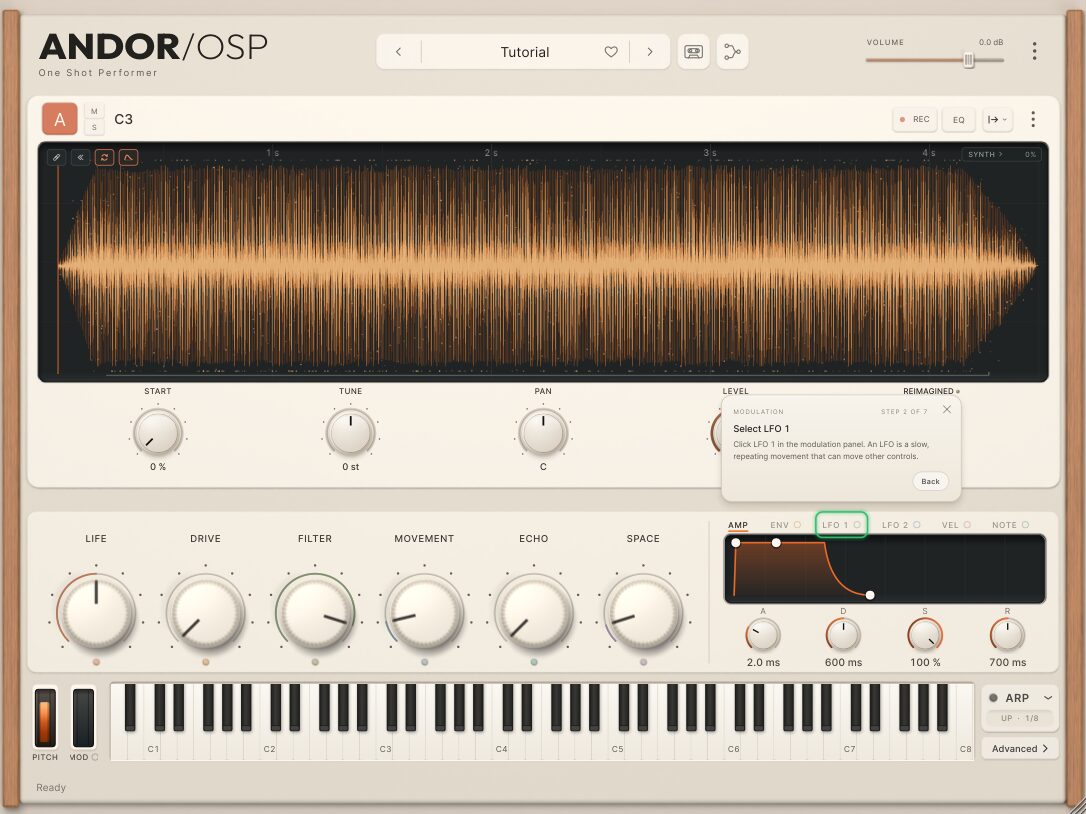 ANDOR/OSP
One Shot Performer
Tutorial
VOLUME
0.0 dB
A
M
S
C3
REC
EQ
1 s
2 s
3 s
4 s
SYNTH
0%
START
TUNE
PAN
LEVEL
REIMAGINED
0 %
0 st
C
MODULATION
STEP 2 OF 7
Select LFO 1
Click LFO 1 in the modulation panel. An LFO is a slow,
repeating movement that can move other controls.
Back
LIFE
DRIVE
FILTER
MOVEMENT
ECHO
SPACE
AMP
ENV
LFO 1
LFO 2
VEL
NOTE
A
D
S
R
2.0 ms
600 ms
100 %
700 ms
PITCH
MOD
C1
C2
C3
C4
C5
C6
C7
C8
ARP
UP · 1/8
Advanced
Ready